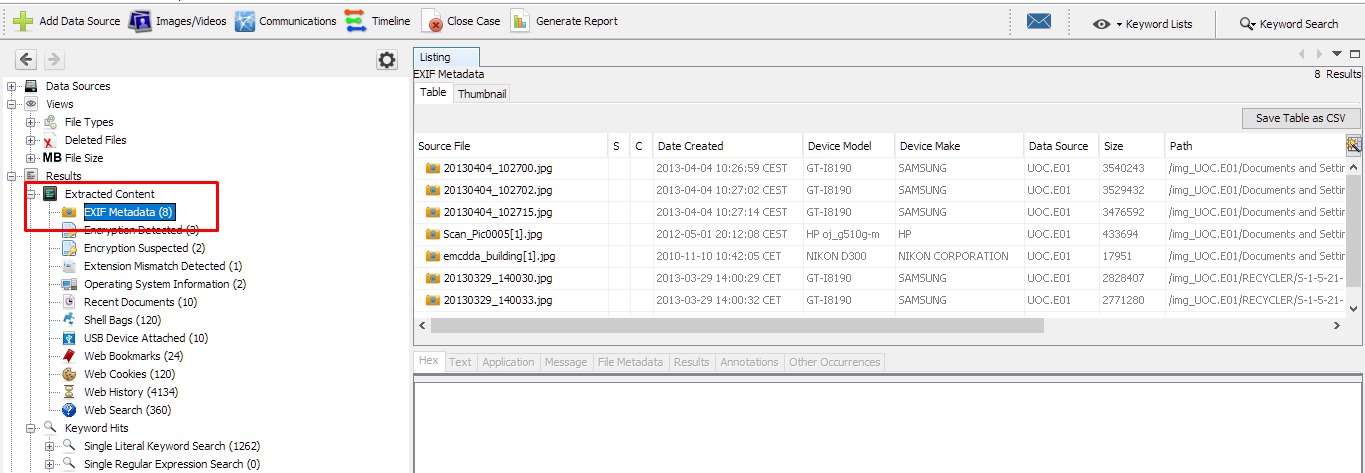 Add Data Source Images/Videos Communications Timeline Close Case Generate Report Keyword Lists Keyword Search
Data Sources
Views
File Types
Deleted Files
MB File Size
Results
Extracted Content
EXIF Metadata (8)
Encryption Detected (3)
Encryption Suspected (2)
Extension Mismatch Detected (1)
Operating System Information (2)
Recent Documents (10)
Shell Bags (120)
USB Device Attached (10)
Web Bookmarks (24)
Web Cookies (120)
Web History (4134)
Web Search (360)
Keyword Hits
Single Literal Keyword Search (1262)
Single Regular Expression Search (0)
Listing
EXIF Metadata 8 Results
Table Thumbnail
Save Table as CSV
Source File S C Date Created Device Model Device Make Data Source Size Path
20130404_102700.jpg 2013-04-04 10:26:59 CEST GT-I8190 SAMSUNG UOC.E01 3540243 /img_UOC.E01/Documents and Settin
20130404_102702.jpg 2013-04-04 10:27:02 CEST GT-I8190 SAMSUNG UOC.E01 3529432 /img_UOC.E01/Documents and Settin
20130404_102715.jpg 2013-04-04 10:27:14 CEST GT-I8190 SAMSUNG UOC.E01 3476592 /img_UOC.E01/Documents and Settin
Scan_Pic0005[1].jpg 2012-05-01 20:12:08 CEST HP oj_g510g-m HP UOC.E01 433694 /img_UOC.E01/Documents and Settin
emcdda_building[1].jpg 2010-11-10 10:42:05 CET NIKON D300 NIKON CORPORATION UOC.E01 17951 /img_UOC.E01/Documents and Settin
20130329_140030.jpg 2013-03-29 14:00:29 CET GT-I8190 SAMSUNG UOC.E01 2828407 /img_UOC.E01/RECYCLER/S-1-5-21-
20130329_140033.jpg 2013-03-29 14:00:32 CET GT-I8190 SAMSUNG UOC.E01 2771280 /img_UOC.E01/RECYCLER/S-1-5-21-
Hex Text Application Message File Metadata Results Annotations Other Occurrences